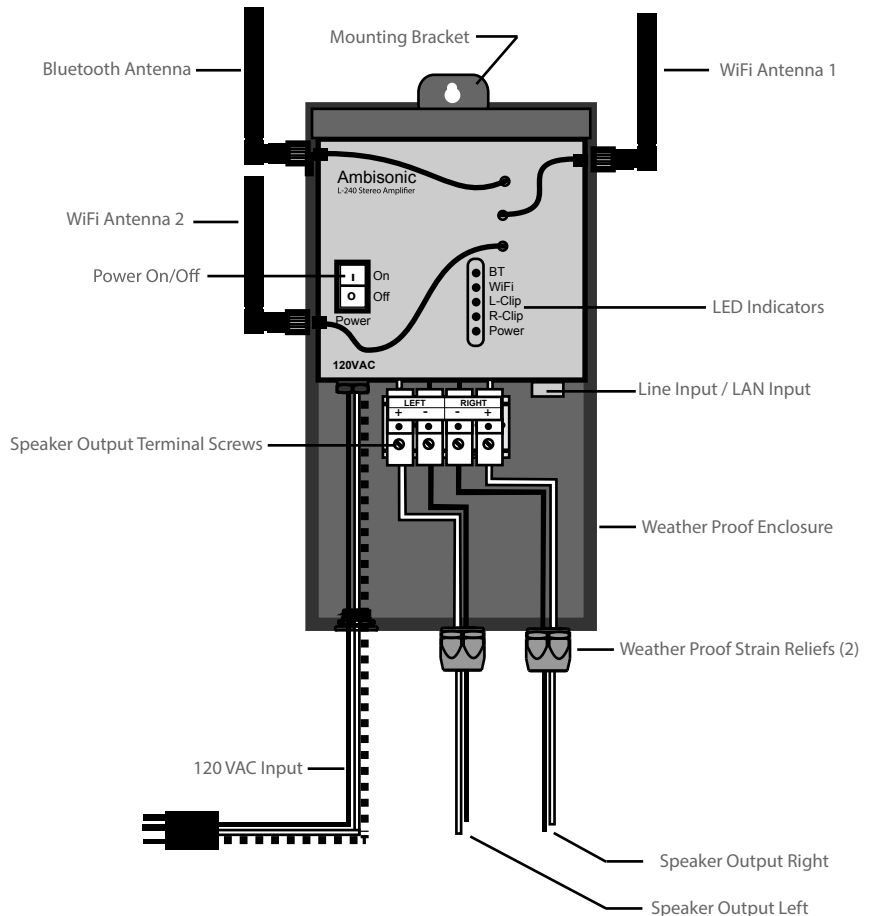 Mounting Bracket
Bluetooth Antenna
WiFi Antenna 1
Ambisonic
L-240 Stereo Amplifier
WiFi Antenna 2
Power On/Off
I
On
O
Off
Power
BT
WiFi
L-Clip
R-Clip
Power
LED Indicators
120VAC
Line Input / LAN Input
LEFT
RIGHT
+ - - +
Speaker Output Terminal Screws
Weather Proof Enclosure
Weather Proof Strain Reliefs (2)
120 VAC Input
Speaker Output Right
Speaker Output Left